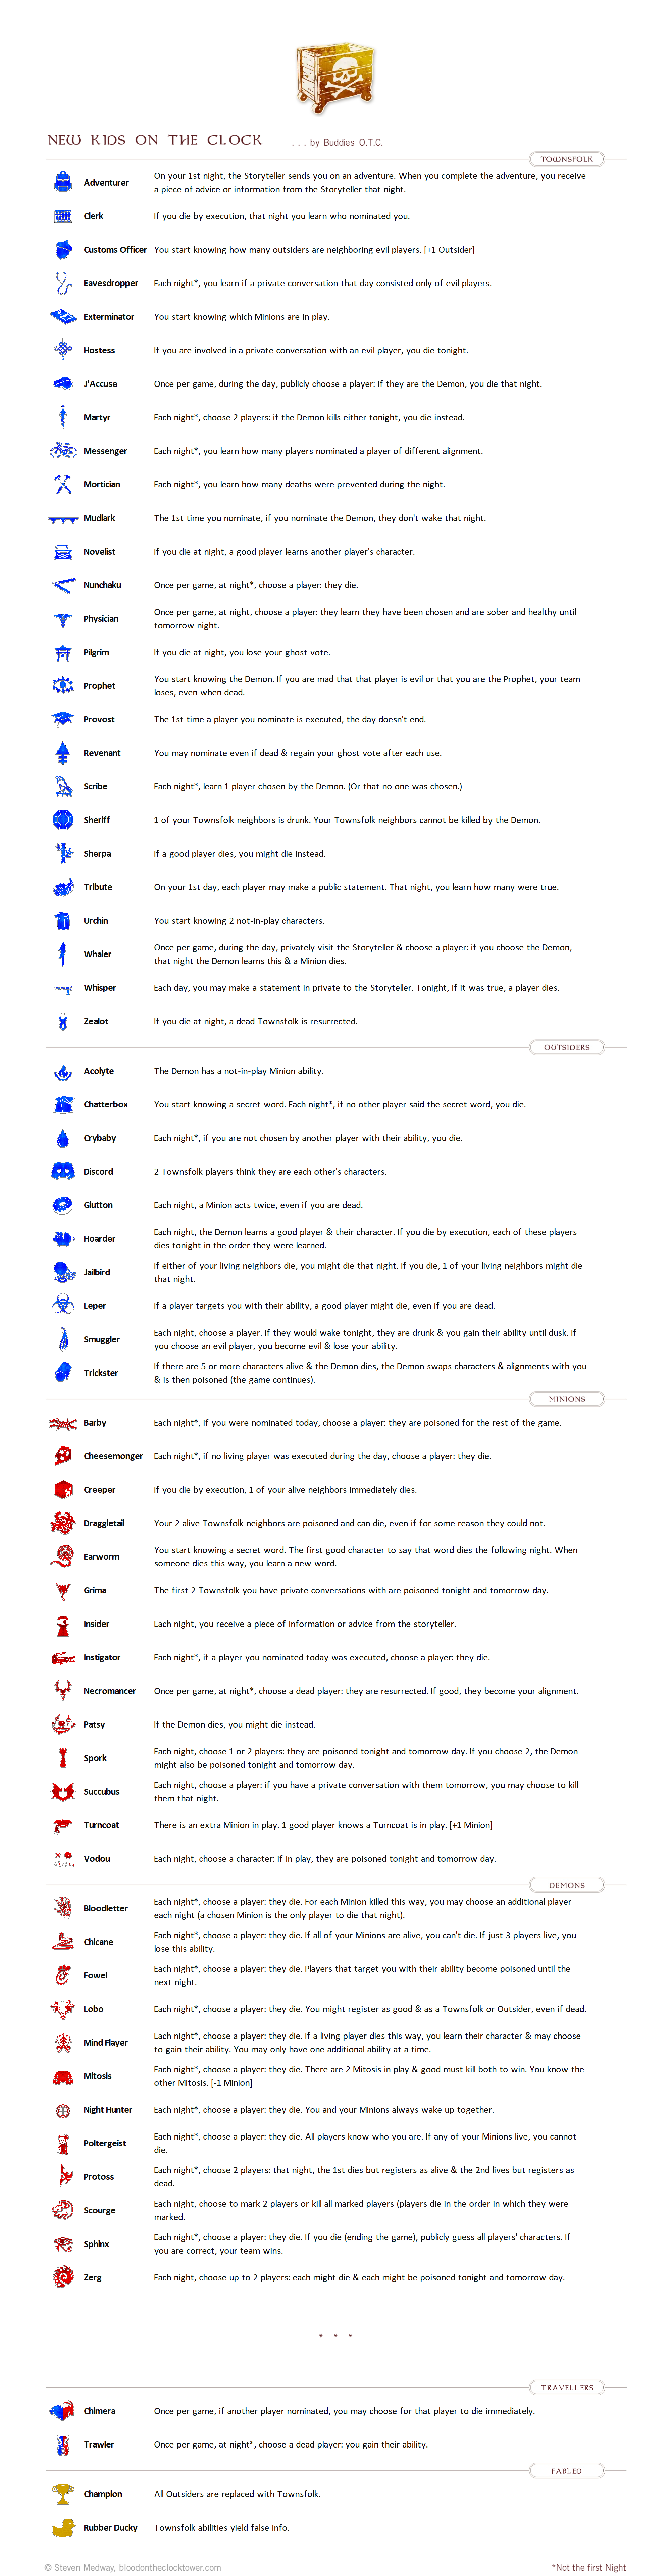 NEW KIDS ON THE CLOCK . . . by Buddies O.T.C.
TOWNSFOLK
Adventurer On your 1st night, the Storyteller sends you on an adventure. When you complete the adventure, you receive
a piece of advice or information from the Storyteller that night.
Clerk If you die by execution, that night you learn who nominated you.
Customs Officer You start knowing how many outsiders are neighboring evil players. [+1 Outsider]
Eavesdropper Each night*, you learn if a private conversation that day consisted only of evil players.
Exterminator You start knowing which Minions are in play.
Hostess If you are involved in a private conversation with an evil player, you die tonight.
J'Accuse Once per game, during the day, publicly choose a player: if they are the Demon, you die that night.
Martyr Each night*, choose 2 players: if the Demon kills either tonight, you die instead.
Messenger Each night*, you learn how many players nominated a player of different alignment.
Mortician Each night*, you learn how many deaths were prevented during the night.
Mudlark The 1st time you nominate, if you nominate the Demon, they don't wake that night.
Novelist If you die at night, a good player learns another player's character.
Nunchaku Once per game, at night*, choose a player: they die.
Physician Once per game, at night, choose a player: they learn they have been chosen and are sober and healthy until
tomorrow night.
Pilgrim If you die at night, you lose your ghost vote.
Prophet You start knowing the Demon. If you are mad that that player is evil or that you are the Prophet, your team
loses, even when dead.
Provost The 1st time a player you nominate is executed, the day doesn't end.
Revenant You may nominate even if dead & regain your ghost vote after each use.
Scribe Each night*, learn 1 player chosen by the Demon. (Or that no one was chosen.)
Sheriff 1 of your Townsfolk neighbors is drunk. Your Townsfolk neighbors cannot be killed by the Demon.
Sherpa If a good player dies, you might die instead.
Tribute On your 1st day, each player may make a public statement. That night, you learn how many were true.
Urchin You start knowing 2 not-in-play characters.
Whaler Once per game, during the day, privately visit the Storyteller & choose a player: if you choose the Demon,
that night the Demon learns this & a Minion dies.
Whisper Each day, you may make a statement in private to the Storyteller. Tonight, if it was true, a player dies.
Zealot If you die at night, a dead Townsfolk is resurrected.
OUTSIDERS
Acolyte The Demon has a not-in-play Minion ability.
Chatterbox You start knowing a secret word. Each night*, if no other player said the secret word, you die.
Crybaby Each night*, if you are not chosen by another player with their ability, you die.
Discord 2 Townsfolk players think they are each other's characters.
Glutton Each night, a Minion acts twice, even if you are dead.
Hoarder Each night, the Demon learns a good player & their character. If you die by execution, each of these players
dies tonight in the order they were learned.
Jailbird If either of your living neighbors die, you might die that night. If you die, 1 of your living neighbors might die
that night.
Leper If a player targets you with their ability, a good player might die, even if you are dead.
Smuggler Each night, choose a player. If they would wake tonight, they are drunk & you gain their ability until dusk. If
you choose an evil player, you become evil & lose your ability.
Trickster If there are 5 or more characters alive & the Demon dies, the Demon swaps characters & alignments with you
& is then poisoned (the game continues).
MINIONS
Barby Each night*, if you were nominated today, choose a player: they are poisoned for the rest of the game.
Cheesemonger Each night*, if no living player was executed during the day, choose a player: they die.
Creeper If you die by execution, 1 of your alive neighbors immediately dies.
Draggletail Your 2 alive Townsfolk neighbors are poisoned and can die, even if for some reason they could not.
Earworm You start knowing a secret word. The first good character to say that word dies the following night. When
someone dies this way, you learn a new word.
Grima The first 2 Townsfolk you have private conversations with are poisoned tonight and tomorrow day.
Insider Each night, you receive a piece of information or advice from the storyteller.
Instigator Each night*, if a player you nominated today was executed, choose a player: they die.
Necromancer Once per game, at night*, choose a dead player: they are resurrected. If good, they become your alignment.
Patsy If the Demon dies, you might die instead.
Spork Each night, choose 1 or 2 players: they are poisoned tonight and tomorrow day. If you choose 2, the Demon
might also be poisoned tonight and tomorrow day.
Succubus Each night, choose a player: if you have a private conversation with them tomorrow, you may choose to kill
them that night.
Turncoat There is an extra Minion in play. 1 good player knows a Turncoat is in play. [+1 Minion]
Vodou Each night, choose a character: if in play, they are poisoned tonight and tomorrow day.
DEMONS
Bloodletter Each night*, choose a player: they die. For each Minion killed this way, you may choose an additional player
each night (a chosen Minion is the only player to die that night).
Chicane Each night*, choose a player: they die. If all of your Minions are alive, you can't die. If just 3 players live, you
lose this ability.
Fowel Each night*, choose a player: they die. Players that target you with their ability become poisoned until the
next night.
Lobo Each night*, choose a player: they die. You might register as good & as a Townsfolk or Outsider, even if dead.
Mind Flayer Each night*, choose a player: they die. If a living player dies this way, you learn their character & may choose
to gain their ability. You may only have one additional ability at a time.
Mitosis Each night*, choose a player: they die. There are 2 Mitosis in play & good must kill both to win. You know the
other Mitosis. [-1 Minion]
Night Hunter Each night*, choose a player: they die. You and your Minions always wake up together.
Poltergeist Each night*, choose a player: they die. All players know who you are. If any of your Minions live, you cannot
die.
Protoss Each night*, choose 2 players: that night, the 1st dies but registers as alive & the 2nd lives but registers as
dead.
Scourge Each night, choose to mark 2 players or kill all marked players (players die in the order in which they were
marked.
Sphinx Each night*, choose a player: they die. If you die (ending the game), publicly guess all players' characters. If
you are correct, your team wins.
Zerg Each night, choose up to 2 players: each might die & each might be poisoned tonight and tomorrow day.
* * *
TRAVELLERS
Chimera Once per game, if another player nominated, you may choose for that player to die immediately.
Trawler Once per game, at night*, choose a dead player: you gain their ability.
FABLED
Champion All Outsiders are replaced with Townsfolk.
Rubber Ducky Townsfolk abilities yield false info.
© Steven Medway, bloodontheclocktower.com *Not the first Night